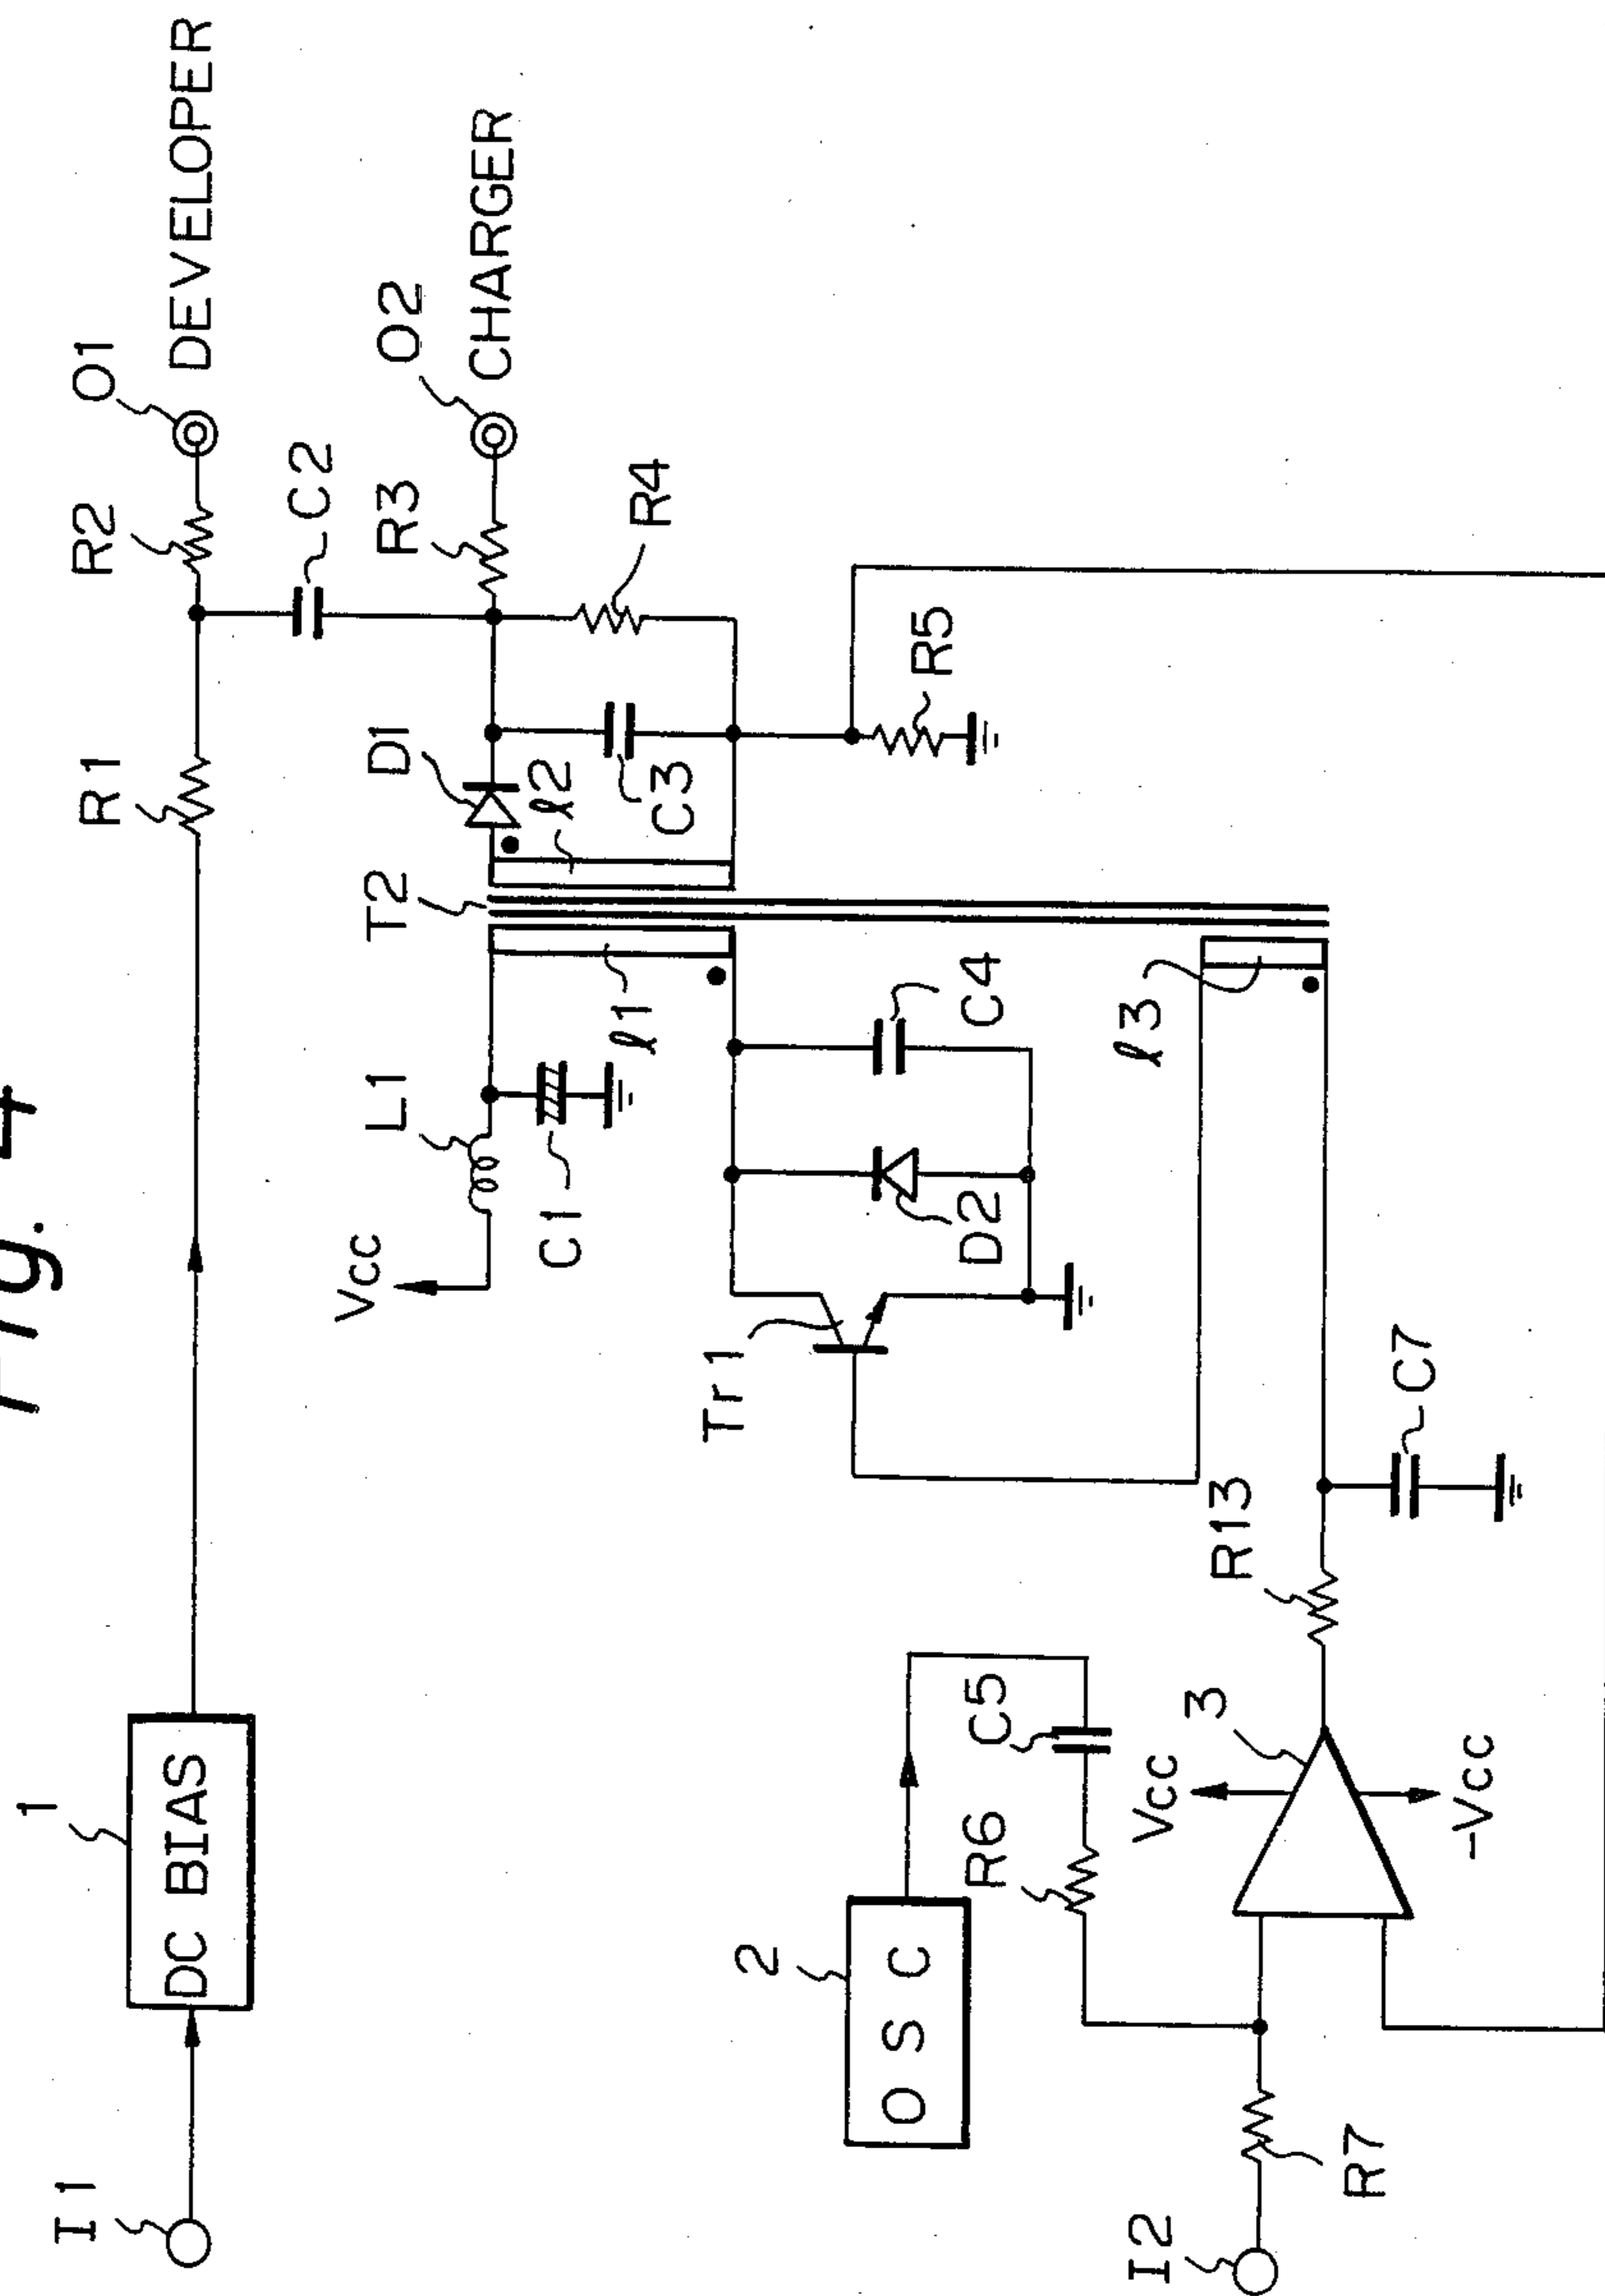 Fig. 4
I1
1
DC BIAS
R1
R2
O1
DEVELOPER
C2
Vcc
L1
T2
D1
R3
O2
CHARGER
C1
ℓ1
ℓ2
C3
R4
Tr1
D2
C4
R5
2
OSC
C5
R6
ℓ3
I2
R7
Vcc
3
-Vcc
R13
C7